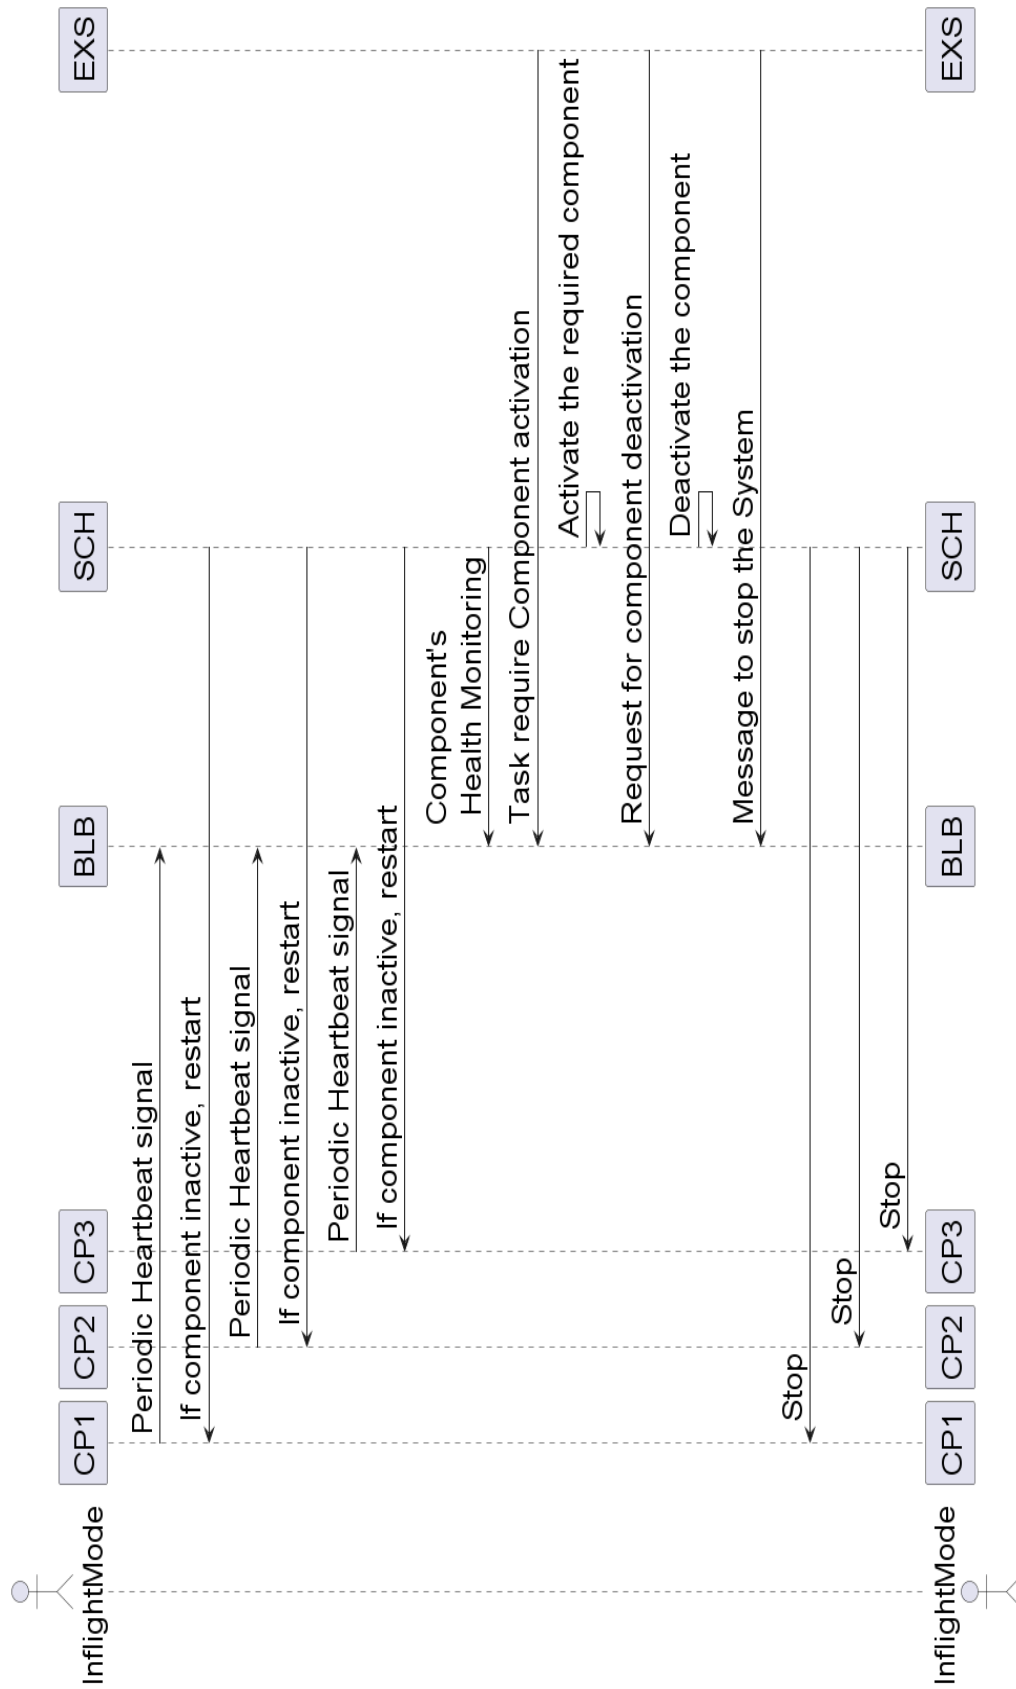 InflightMode
CP1
CP2
CP3
BLB
SCH
EXS
Periodic Heartbeat signal
If component inactive, restart
Periodic Heartbeat signal
If component inactive, restart
Periodic Heartbeat signal
If component inactive, restart
Component's
Health Monitoring
Task require Component activation
Activate the required component
Request for component deactivation
Deactivate the component
Message to stop the System
Stop
Stop
Stop
InflightMode
CP1
CP2
CP3
BLB
SCH
EXS